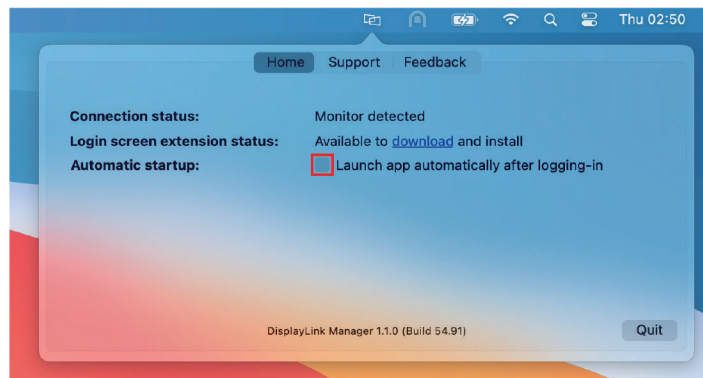 Thu 02:50
Home Support Feedback
Connection status: Monitor detected
Login screen extension status: Available to download and install
Automatic startup: Launch app automatically after logging-in
DisplayLink Manager 1.1.0 (Build 54.91)
Quit